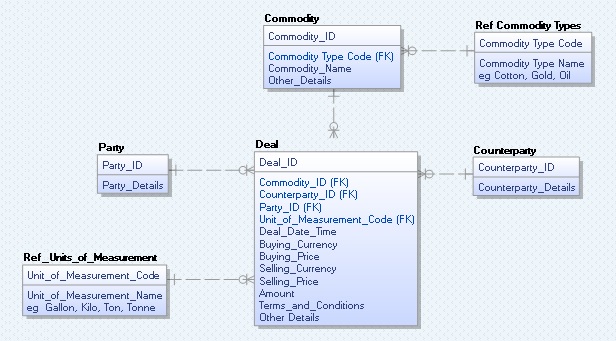 Commodity
Commodity_ID
Commodity Type Code (FK)
Commodity_Name
Other_Details
Ref Commodity Types
Commodity Type Code
Commodity Type Name
eg Cotton, Gold, Oil
Party
Party_ID
Party_Details
Deal
Deal_ID
Commodity_ID (FK)
Counterparty_ID (FK)
Party_ID (FK)
Unit_of_Measurement_Code (FK)
Deal_Date_Time
Buying_Currency
Buying_Price
Selling_Currency
Selling_Price
Amount
Terms_and_Conditions
Other Details
Counterparty
Counterparty_ID
Counterparty_Details
Ref_Units_of_Measurement
Unit_of_Measurement_Code
Unit_of_Measurement_Name
eg Gallon, Kilo, Ton, Tonne